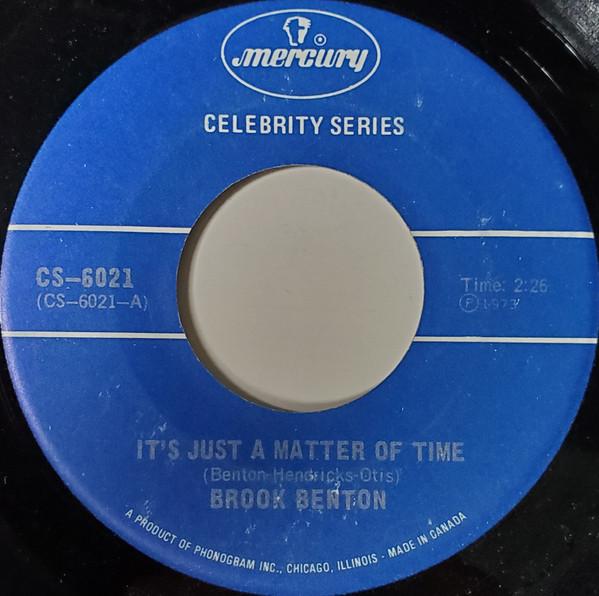 mercury ®
CELEBRITY SERIES
CS-6021
(CS-6021-A)
Time: 2:26
Ⓟ 1973
IT'S JUST A MATTER OF TIME
(Benton-Hendricks-Otis)
BROOK BENTON
A PRODUCT OF PHONOGRAM INC., CHICAGO, ILLINOIS - MADE IN CANADA